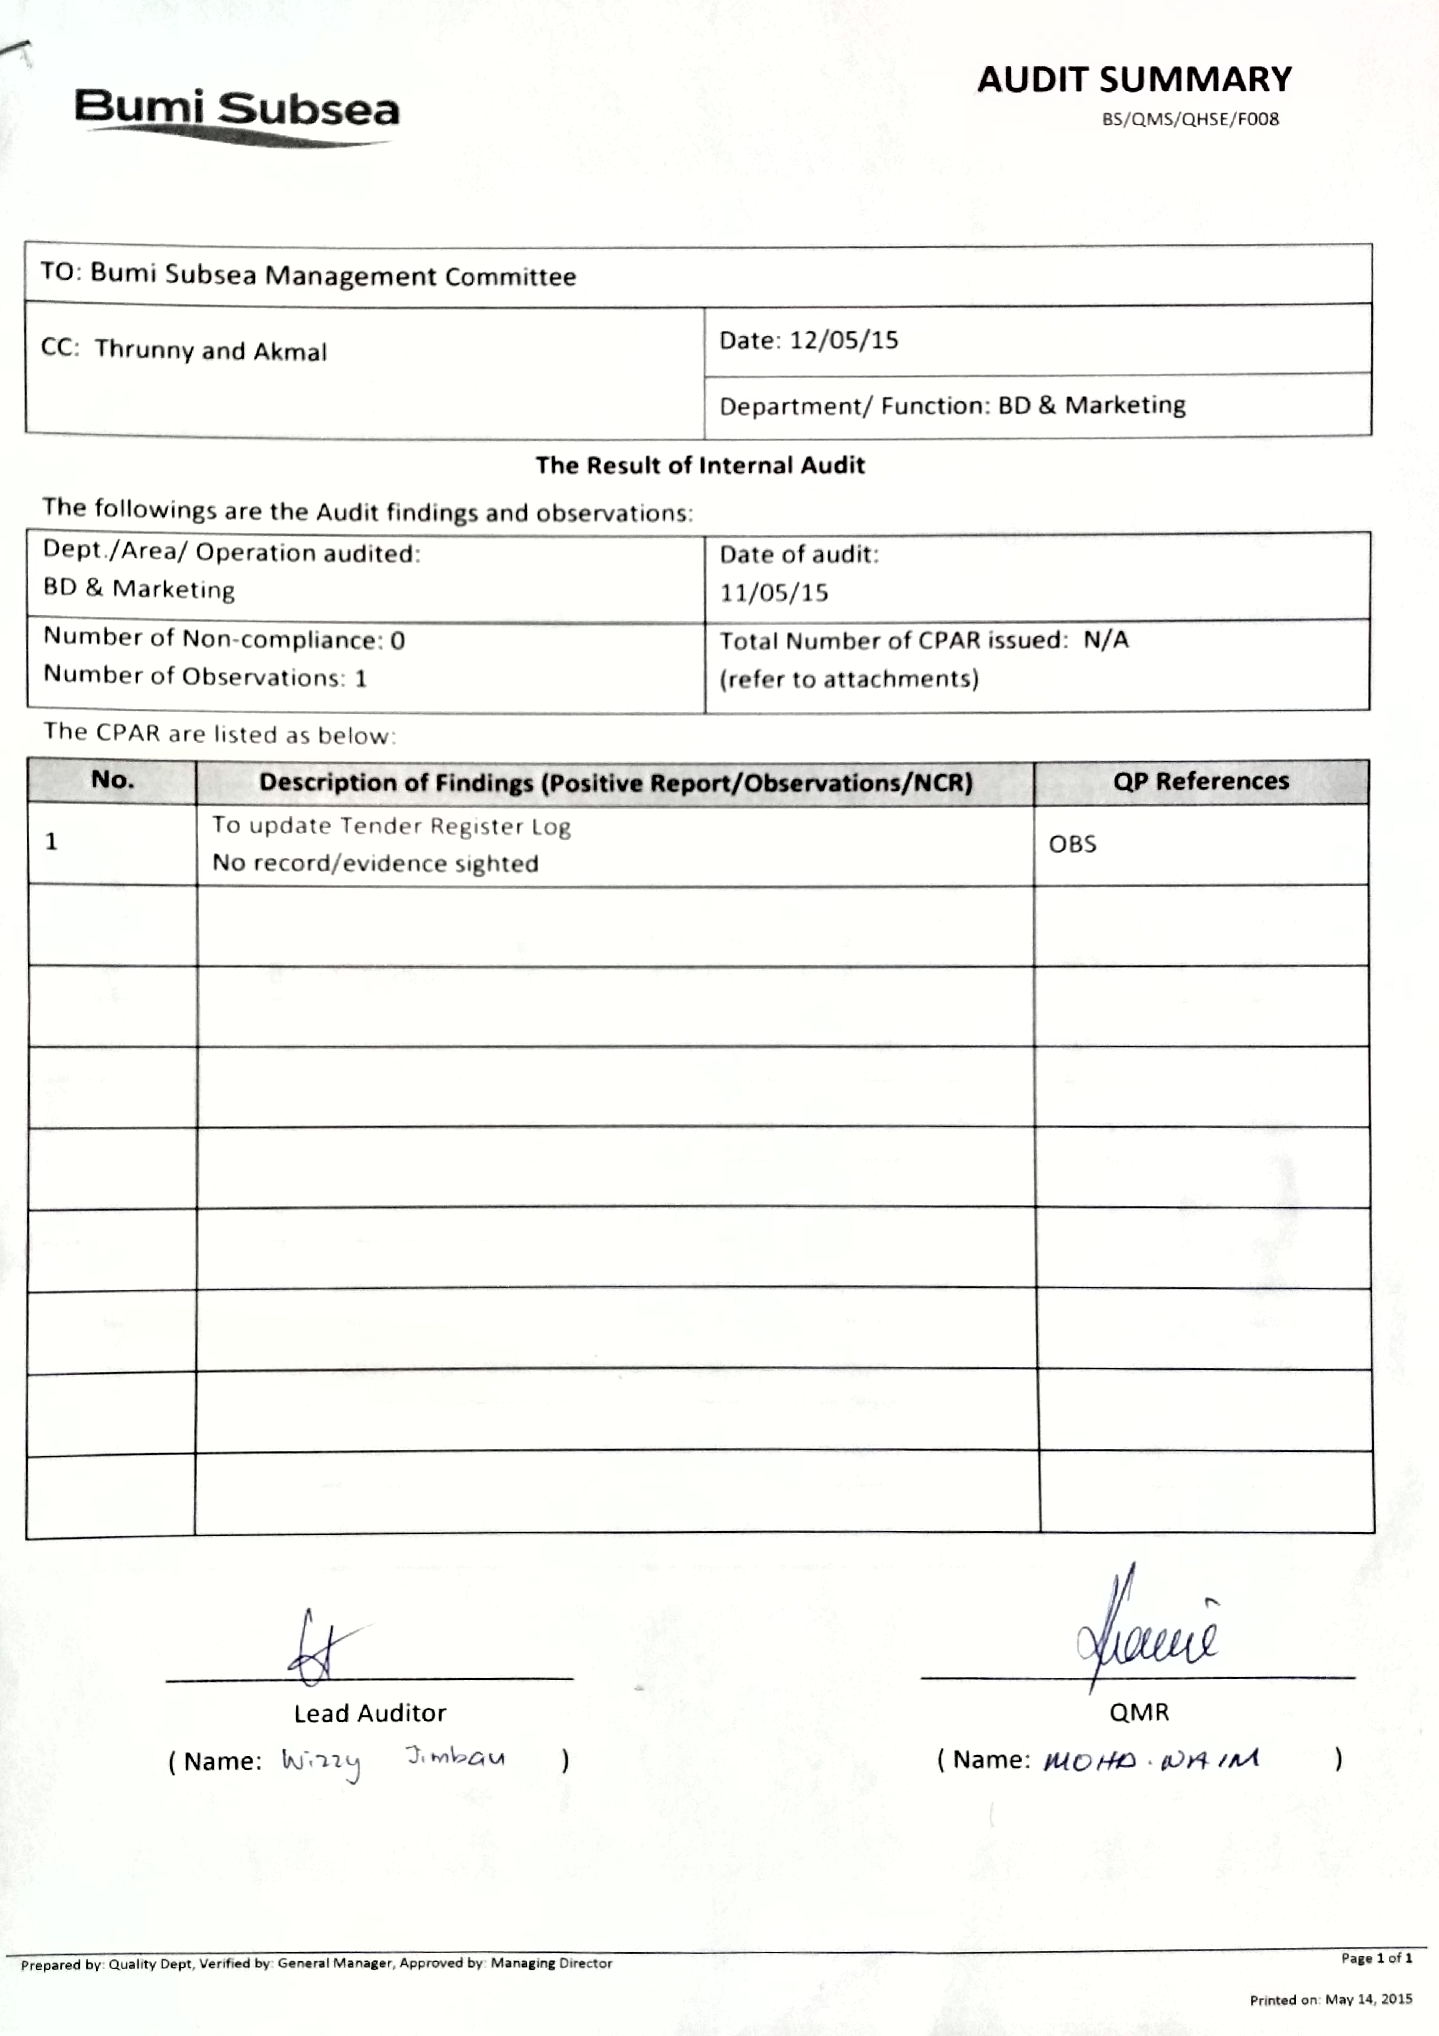 Bumi Subsea
AUDIT SUMMARY
BS/QMS/QHSE/F008
TO: Bumi Subsea Management Committee
CC: Thrunny and Akmal
Date: 12/05/15
Department/ Function: BD & Marketing
The Result of Internal Audit
The followings are the Audit findings and observations:
Dept./Area/ Operation audited:
BD & Marketing
Date of audit:
11/05/15
Number of Non-compliance: 0
Number of Observations: 1
Total Number of CPAR issued: N/A
(refer to attachments)
The CPAR are listed as below:
No. Description of Findings (Positive Report/Observations/NCR) QP References
1
To update Tender Register Log
No record/evidence sighted
OBS
Lead Auditor
(Name: Wizzy Jimbau )
QMR
(Name: MOHD. NAIM )
Prepared by: Quality Dept, Verified by: General Manager, Approved by: Managing Director
Page 1 of 1
Printed on: May 14, 2015